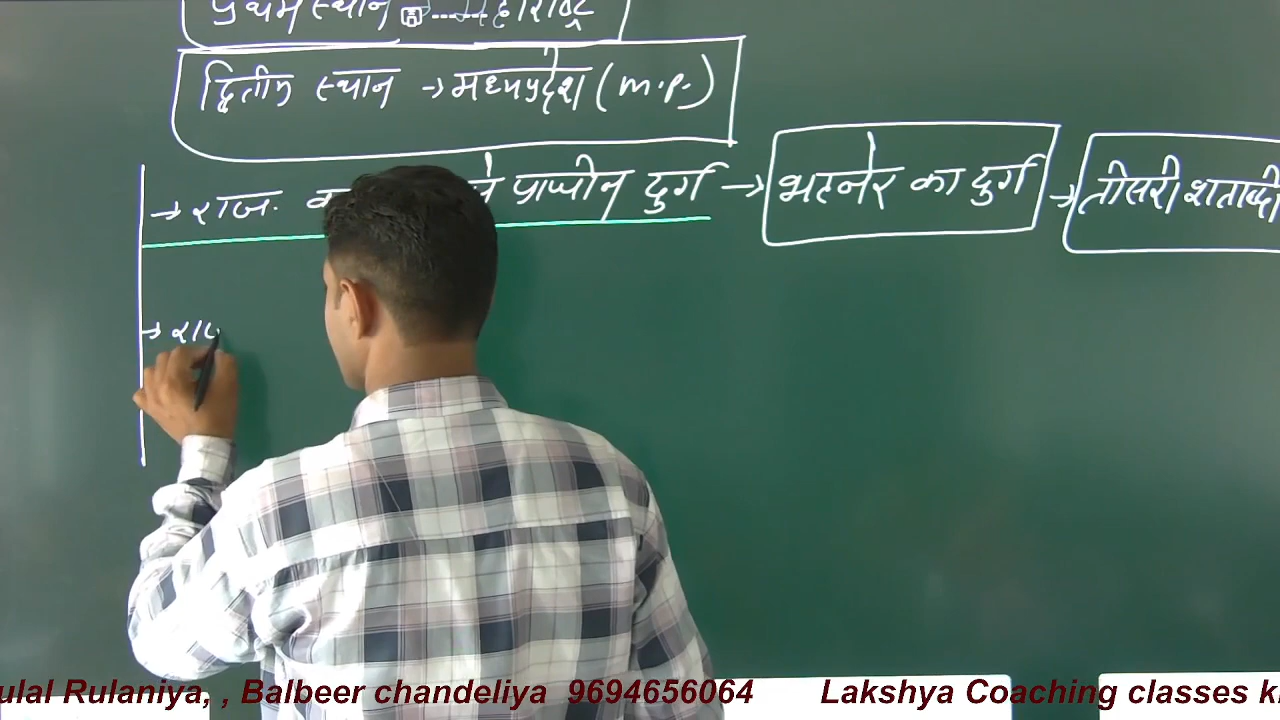 प्रथम स्थान ....... महाराष्ट्र
द्वितीय स्थान → मध्यप्रदेश (m.p.)
→ राज. प्राचीन दुर्ग → भटनेर का दुर्ग → तीसरी शताब्दी
→ रा
ulal Rulaniya, , Balbeer chandeliya 9694656064 Lakshya Coaching classes k